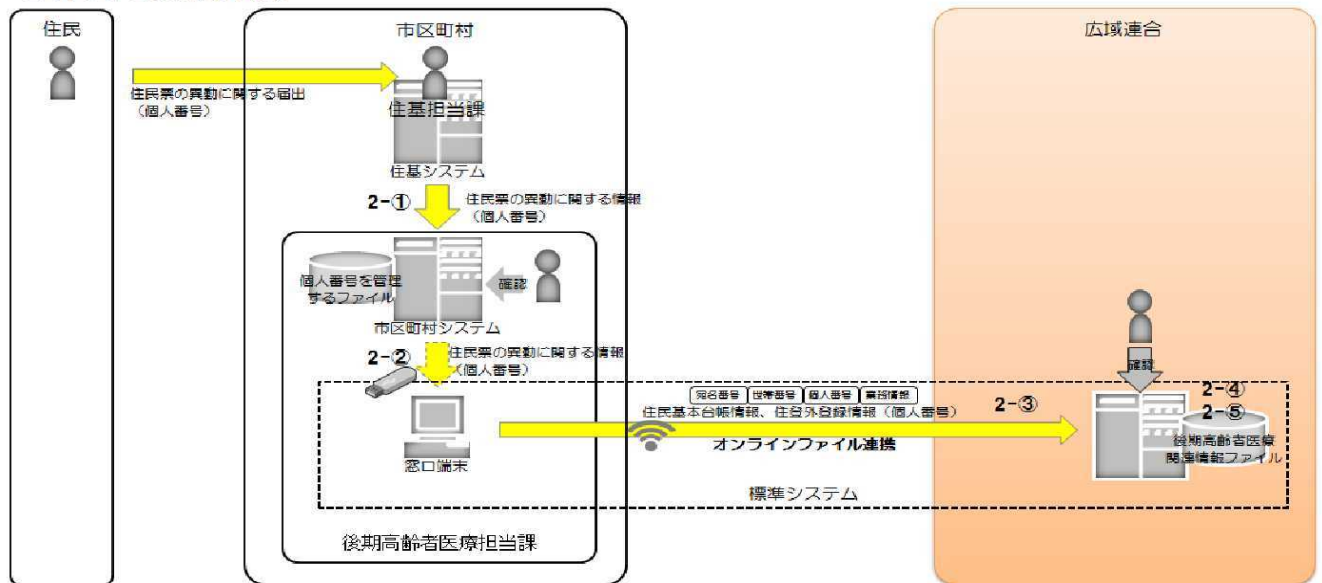 住民
市区町村
広域連合
住民票の異動に関する届出
（個人番号）
住基担当課
住基システム
2-①
住民票の異動に関する情報
（個人番号）
個人番号を管理
するファイル
確認
市区町村システム
2-②
住民票の異動に関する情報
（個人番号）
確認
宛名番号 世帯番号 個人番号 業務情報
住民基本台帳情報、住登外登録情報（個人番号）
2-③
2-④
2-⑤
オンラインファイル連携
後期高齢者医療
関連情報ファイル
窓口端末
標準システム
後期高齢者医療担当課